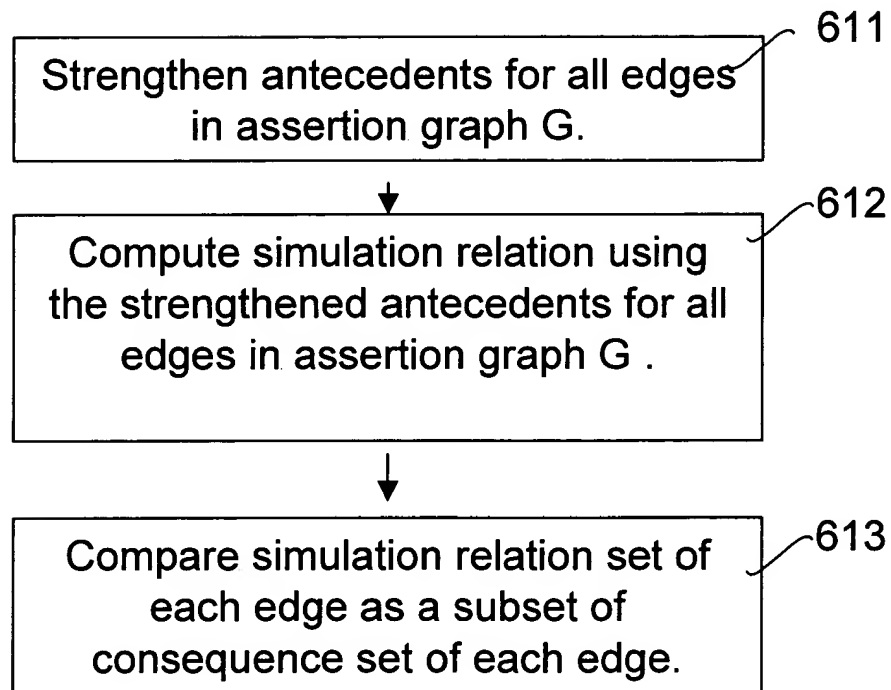 611
Strengthen antecedents for all edges
in assertion graph G.
612
Compute simulation relation using
the strengthened antecedents for all
edges in assertion graph G .
613
Compare simulation relation set of
each edge as a subset of
consequence set of each edge.